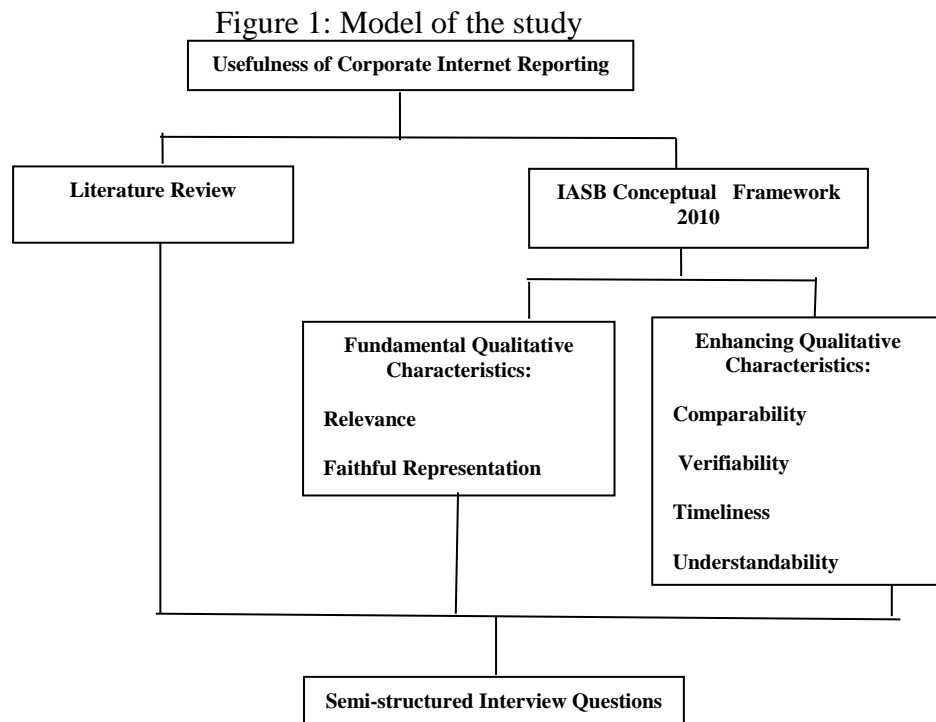 Figure 1: Model of the study
Usefulness of Corporate Internet Reporting
Literature Review
IASB Conceptual Framework
2010
Fundamental Qualitative
Characteristics:
Relevance
Faithful Representation
Enhancing Qualitative
Characteristics:
Comparability
Verifiability
Timeliness
Understandability
Semi-structured Interview Questions